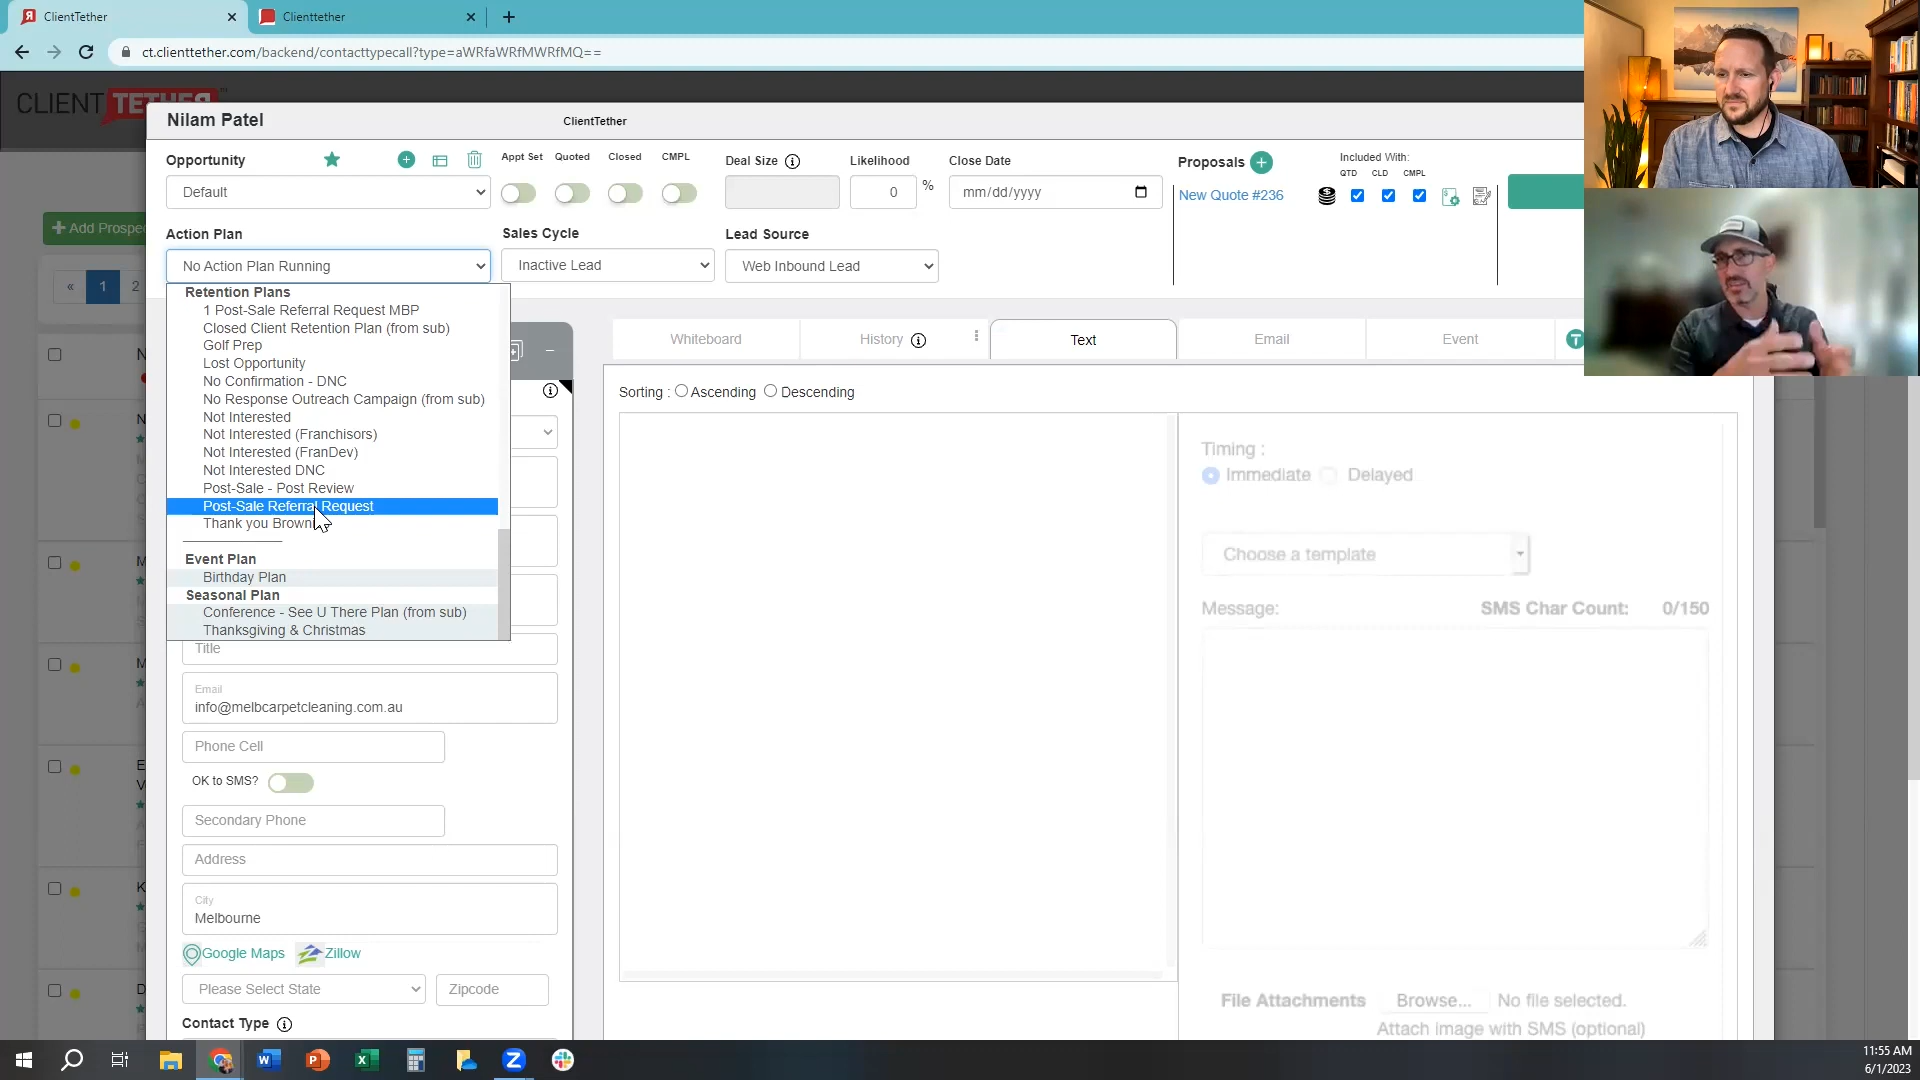 ClientTether
Clienttether
ct.clienttether.com/backend/contacttypecall?type=aWRfaWRfMWRfMQ==
CLIENT TETHER
Nilam Patel
ClientTether
Opportunity
Appt Set
Quoted
Closed
CMPL
Deal Size
Likelihood
Close Date
Proposals
Included With:
QTD CLD CMPL
Default
0
%
mm/dd/yyyy
New Quote #236
Add Prospe
Action Plan
Sales Cycle
Lead Source
No Action Plan Running
Inactive Lead
Web Inbound Lead
« 1 2
Retention Plans
1 Post-Sale Referral Request MBP
Closed Client Retention Plan (from sub)
Golf Prep
Lost Opportunity
No Confirmation - DNC
No Response Outreach Campaign (from sub)
Not Interested
Not Interested (Franchisors)
Not Interested (FranDev)
Not Interested DNC
Post-Sale - Post Review
Post-Sale Referral Request
Thank you Browni
Event Plan
Birthday Plan
Seasonal Plan
Conference - See U There Plan (from sub)
Thanksgiving & Christmas
Title
Email
info@melbcarpetcleaning.com.au
Phone Cell
OK to SMS?
Secondary Phone
Address
City
Melbourne
Google Maps
Zillow
Please Select State
Zipcode
Contact Type
Whiteboard
History
Text
Email
Event
T
Sorting : Ascending Descending
Timing :
Immediate Delayed
Choose a template
Message:
SMS Char Count: 0/150
File Attachments Browse... No file selected.
Attach image with SMS (optional)
11:55 AM
6/1/2023